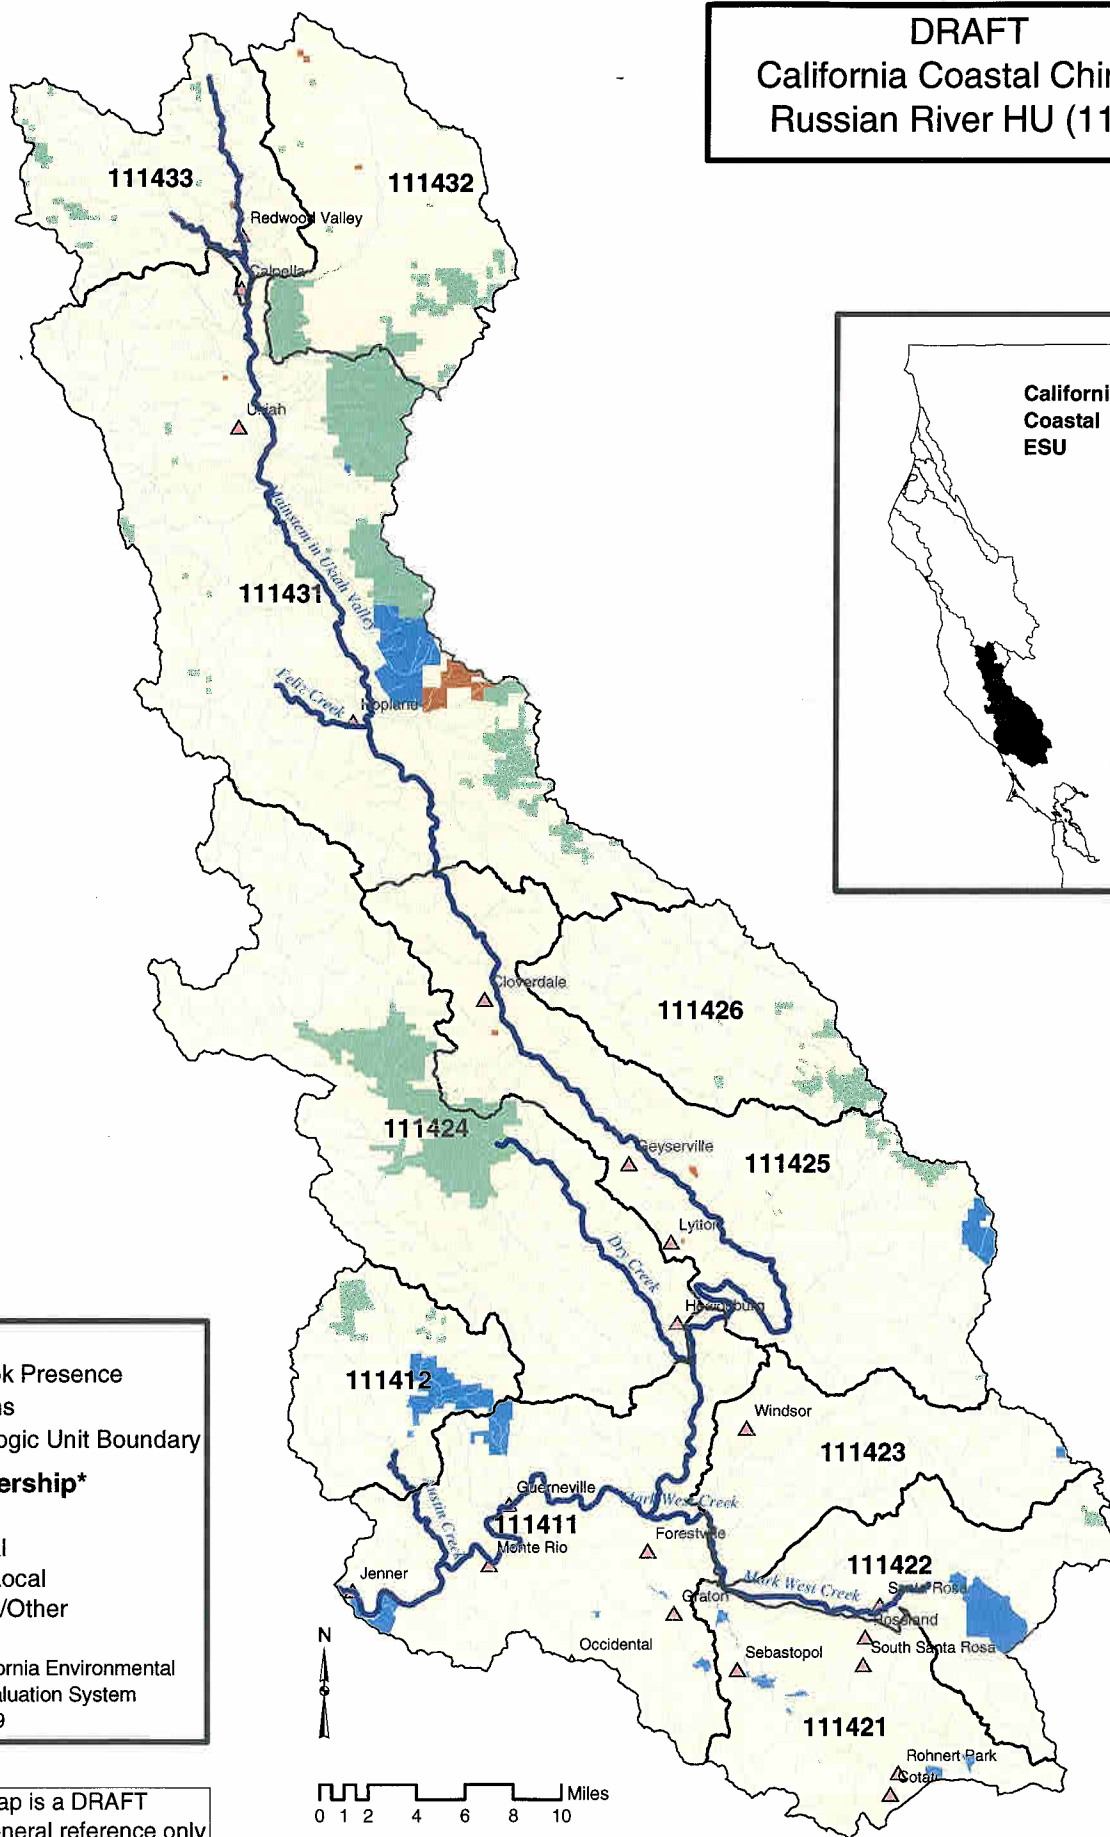 DRAFT
California Coastal Chin
Russian River HU (11
111433
111432
Redwood Valley
Calpella
Californi
Coastal
ESU
Ukiah
Mainstem in Ukiah Valley
111431
Feliz Creek
Hopland
Cloverdale
111426
111424
Geyserville
111425
Lytton
Dry Creek
Healdsburg
k Presence
ns
ogic Unit Boundary
ership*
l
ocal
/Other
ornia Environmental
aluation System
9
111412
Windsor
111423
Guerneville
Mark West Creek
Austin Creek
111411
Forestville
Monte Rio
111422
Jenner
Mark West Creek
Santa Rosa
Graton
Roseland
N
Occidental
Sebastopol
South Santa Rosa
111421
Rohnert Park
Cotati
Miles
0 1 2 4 6 8 10
ap is a DRAFT
neral reference only